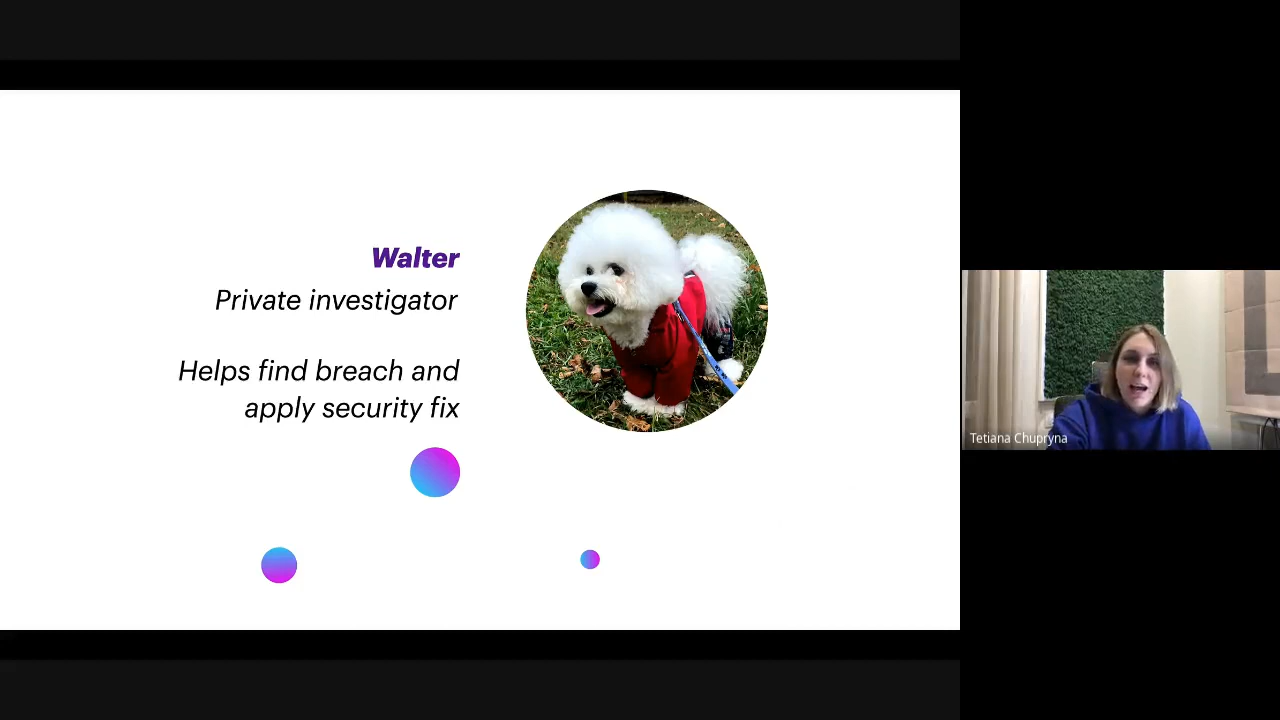 Walter
Private investigator
Helps find breach and
apply security fix
Tetiana Chupryna